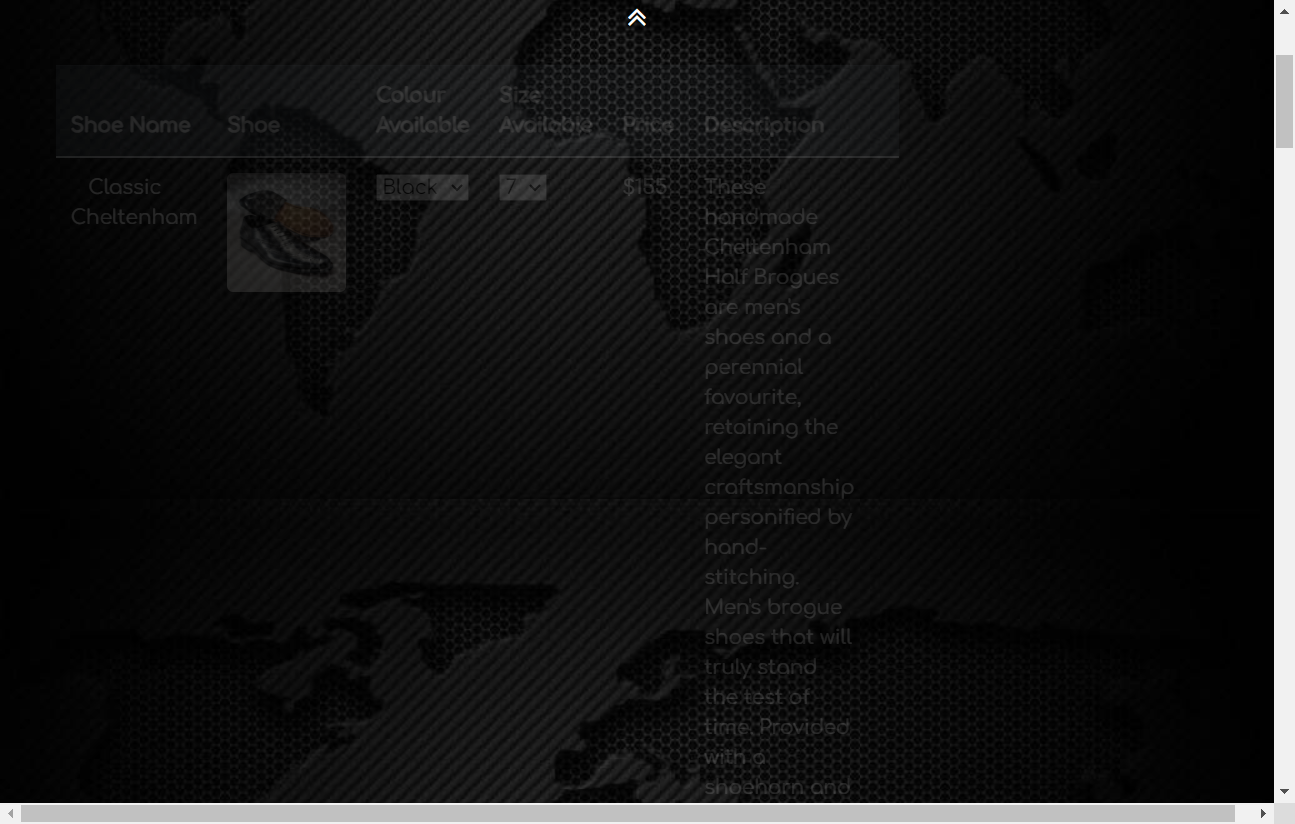 Shoe Name Shoe Colour Available Size Available Price Description
Classic Cheltenham
Black
7
$155
These
handmade
Cheltenham
Half Brogues
are men's
shoes and a
perennial
favourite,
retaining the
elegant
craftsmanship
personified by
hand-
stitching.
Men's brogue
shoes that will
truly stand
the test of
time. Provided
with a
shoehorn and